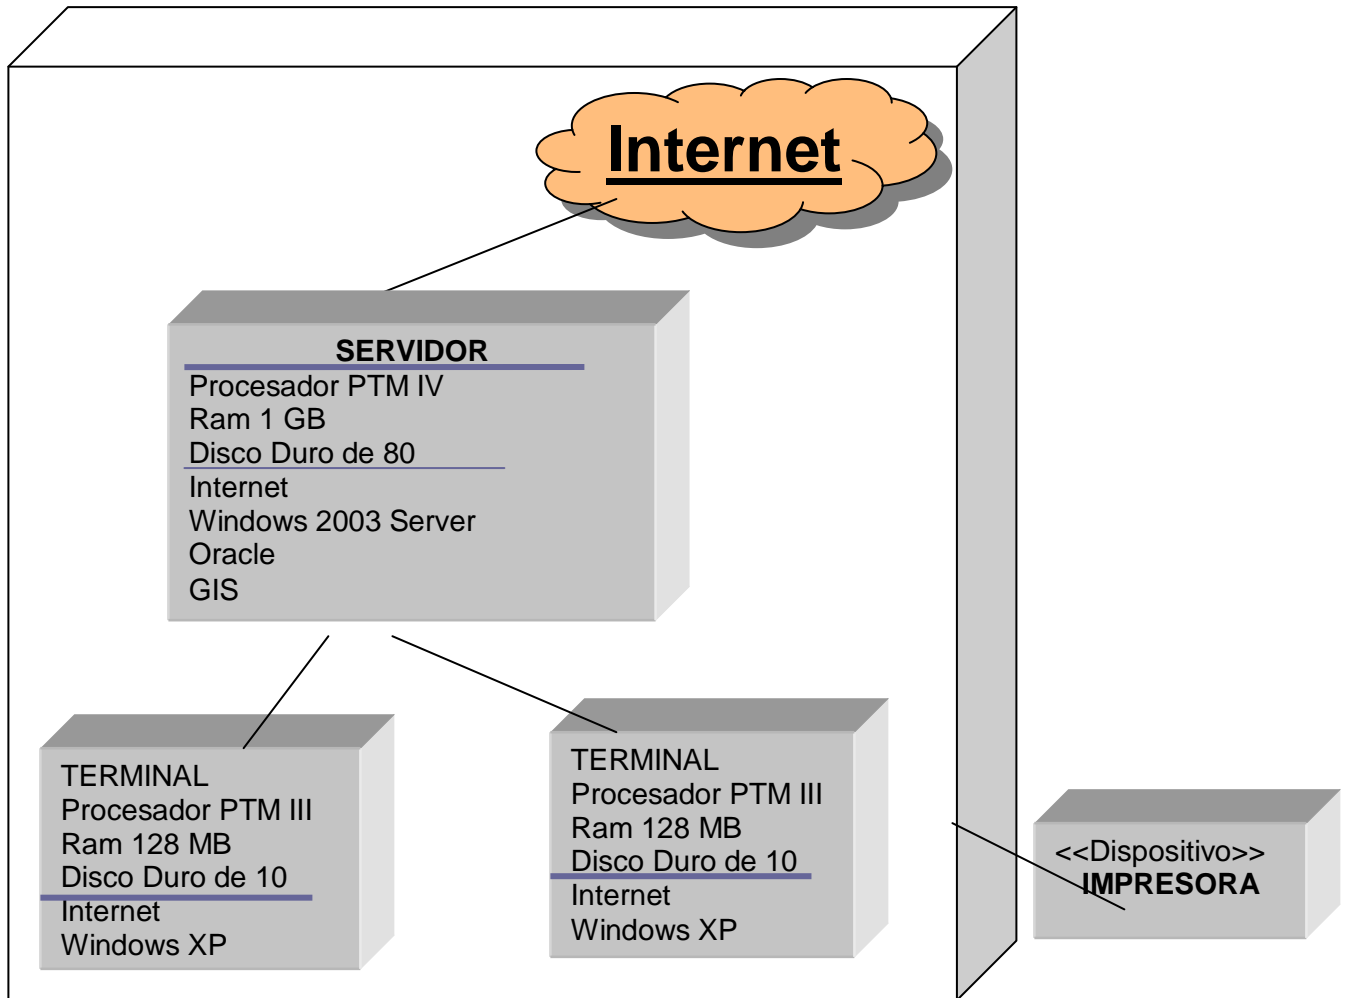 Internet
SERVIDOR
Procesador PTM IV
Ram 1 GB
Disco Duro de 80
Internet
Windows 2003 Server
Oracle
GIS
TERMINAL
Procesador PTM III
Ram 128 MB
Disco Duro de 10
Internet
Windows XP
TERMINAL
Procesador PTM III
Ram 128 MB
Disco Duro de 10
Internet
Windows XP
<<Dispositivo>>
IMPRESORA